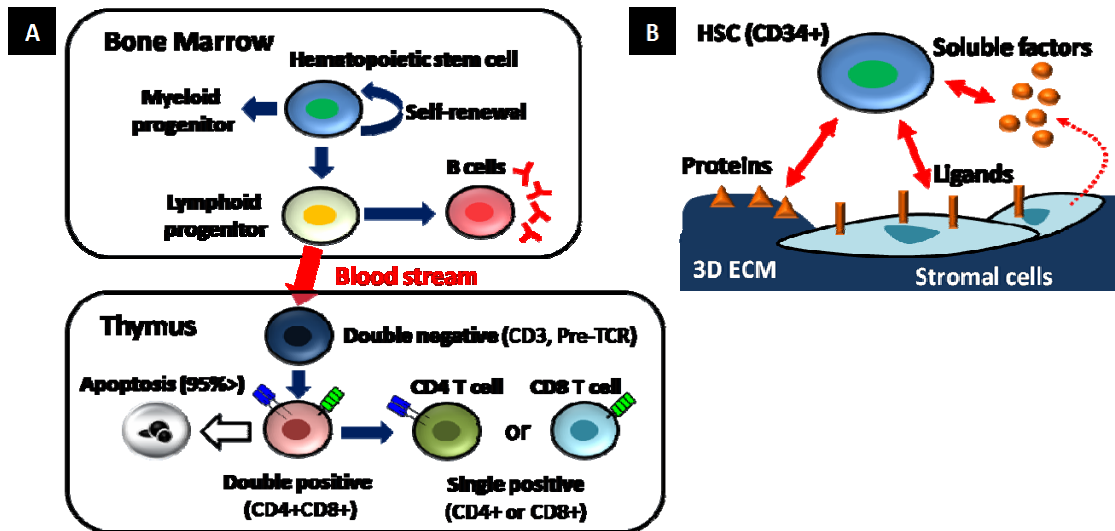 A
Bone Marrow
Hematopoietic stem cell
Myeloid
progenitor
Self-renewal
B cells
Lymphoid
progenitor
Blood stream
Thymus
Double negative (CD3, Pre-TCR)
Apoptosis (95%>)
CD4 T cell
CD8 T cell
or
Double positive
(CD4+CD8+)
Single positive
(CD4+ or CD8+)
B
HSC (CD34+)
Soluble factors
Proteins
Ligands
3D ECM
Stromal cells